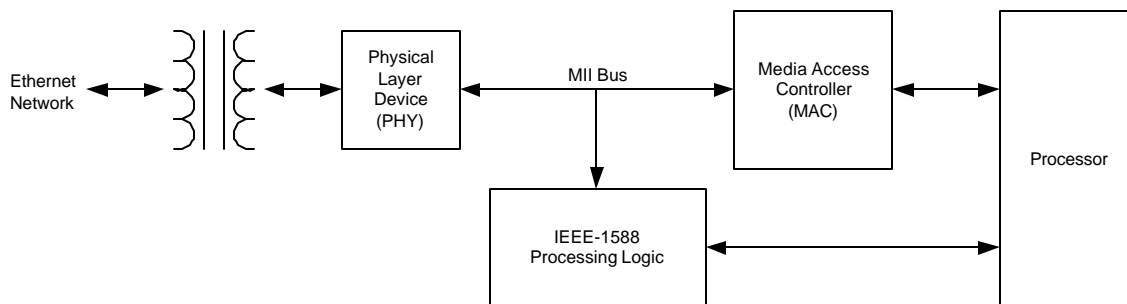 Ethernet
Network
Physical
Layer
Device
(PHY)
MII Bus
Media Access
Controller
(MAC)
Processor
IEEE-1588
Processing Logic